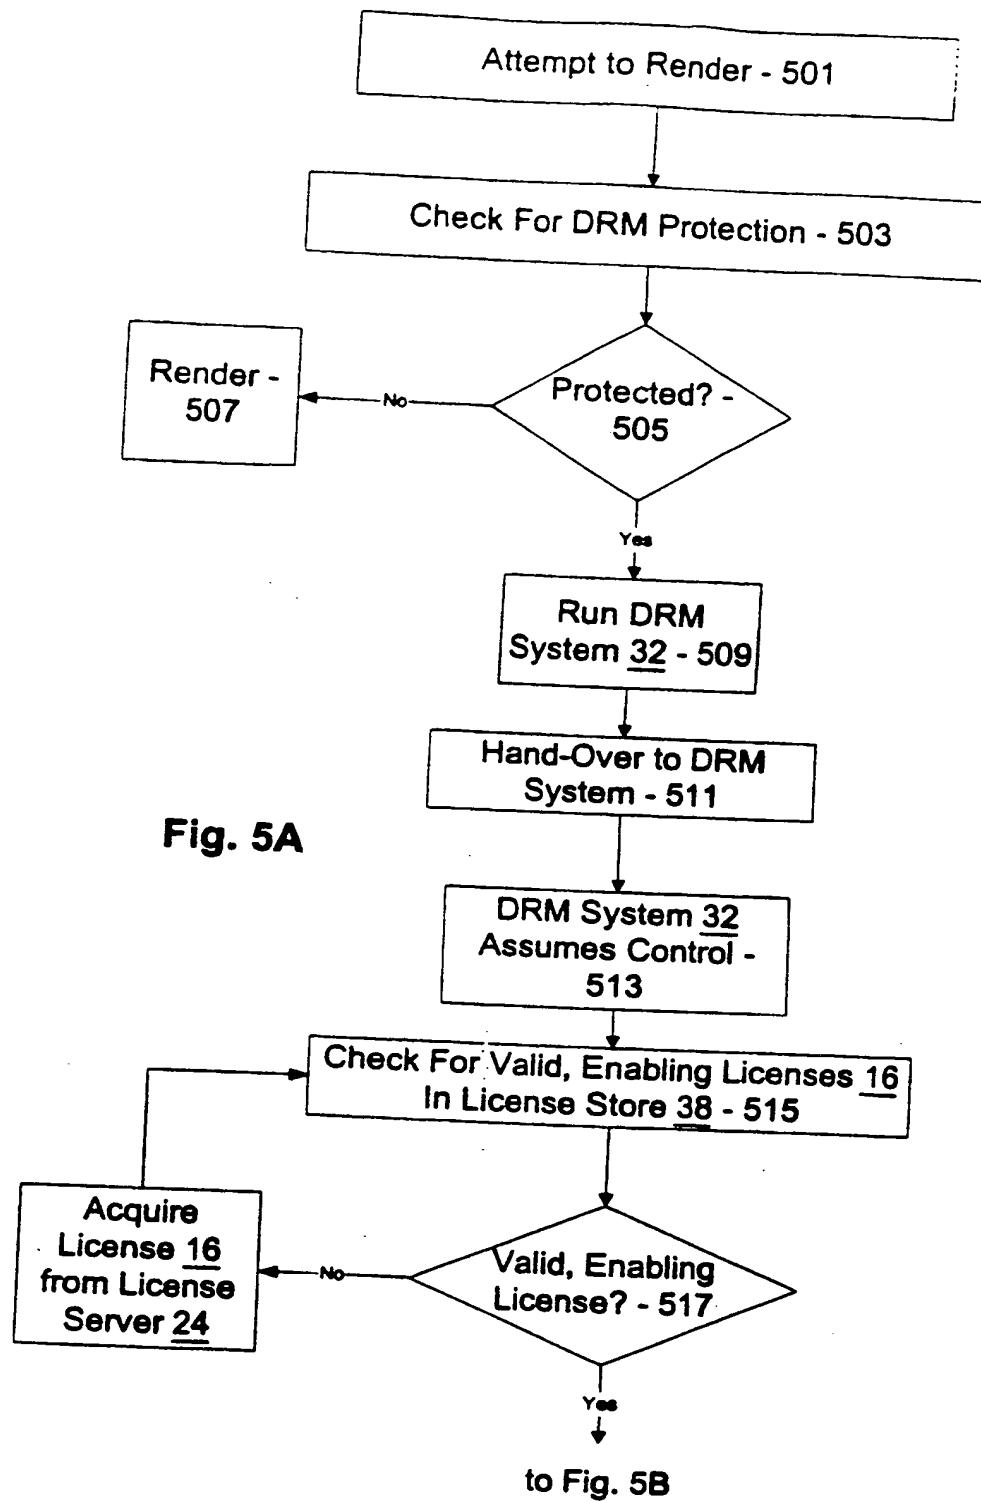 Attempt to Render - 501
Check For DRM Protection - 503
Protected? -
505
No
Render -
507
Yes
Run DRM
System 32 - 509
Hand-Over to DRM
System - 511
Fig. 5A
DRM System 32
Assumes Control -
513
Check For Valid, Enabling Licenses 16
In License Store 38 - 515
Valid, Enabling
License? - 517
No
Acquire
License 16
from License
Server 24
Yes
to Fig. 5B